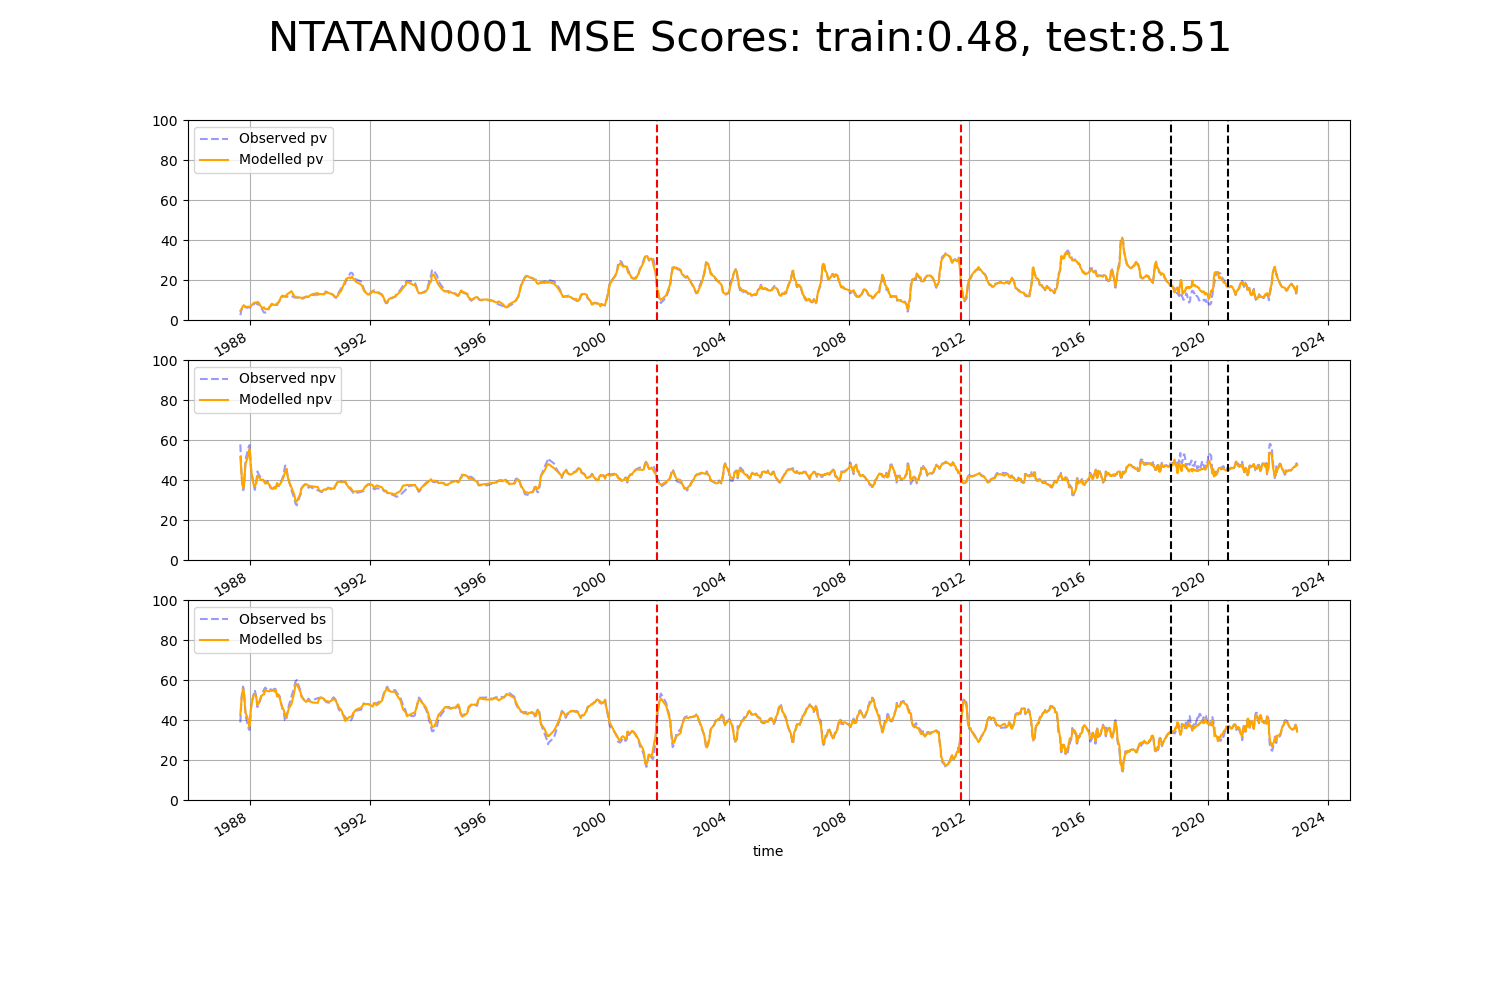 NTATAN0001 MSE Scores: train:0.48, test:8.51
100
80
60
40
20
0
Observed pv
Modelled pv
1988 1992 1996 2000 2004 2008 2012 2016 2020 2024
100
80
60
40
20
0
Observed npv
Modelled npv
1988 1992 1996 2000 2004 2008 2012 2016 2020 2024
100
80
60
40
20
0
Observed bs
Modelled bs
1988 1992 1996 2000 2004 2008 2012 2016 2020 2024
time